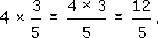 4 × 3/5 = 4 × 3/5 = 12/5.